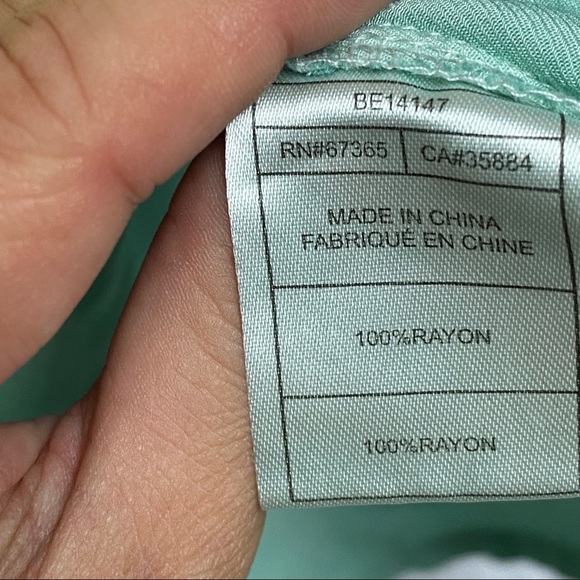 BE14147
RN#67365 CA#35884
MADE IN CHINA
FABRIQUÉ EN CHINE
100%RAYON
100%RAYON